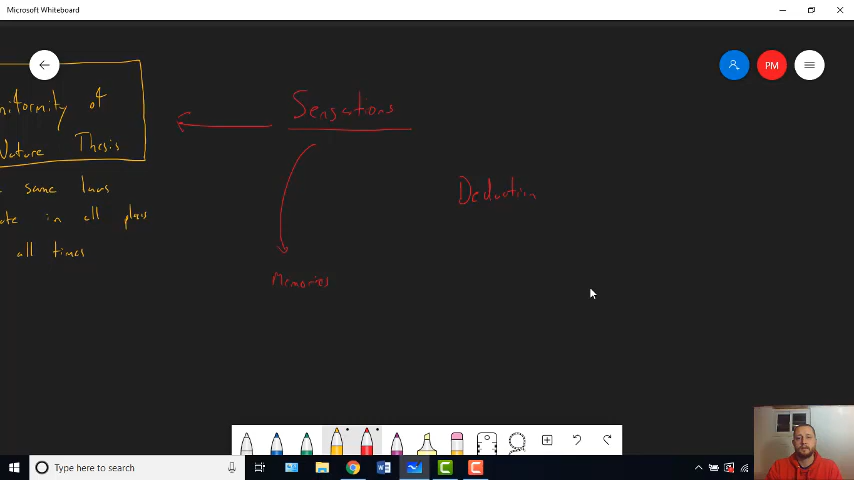 Microsoft Whiteboard
PM
niformity of
Nature Thesis
same laws
ate in all places
all times
Sensations
Memories
Deduction
Type here to search